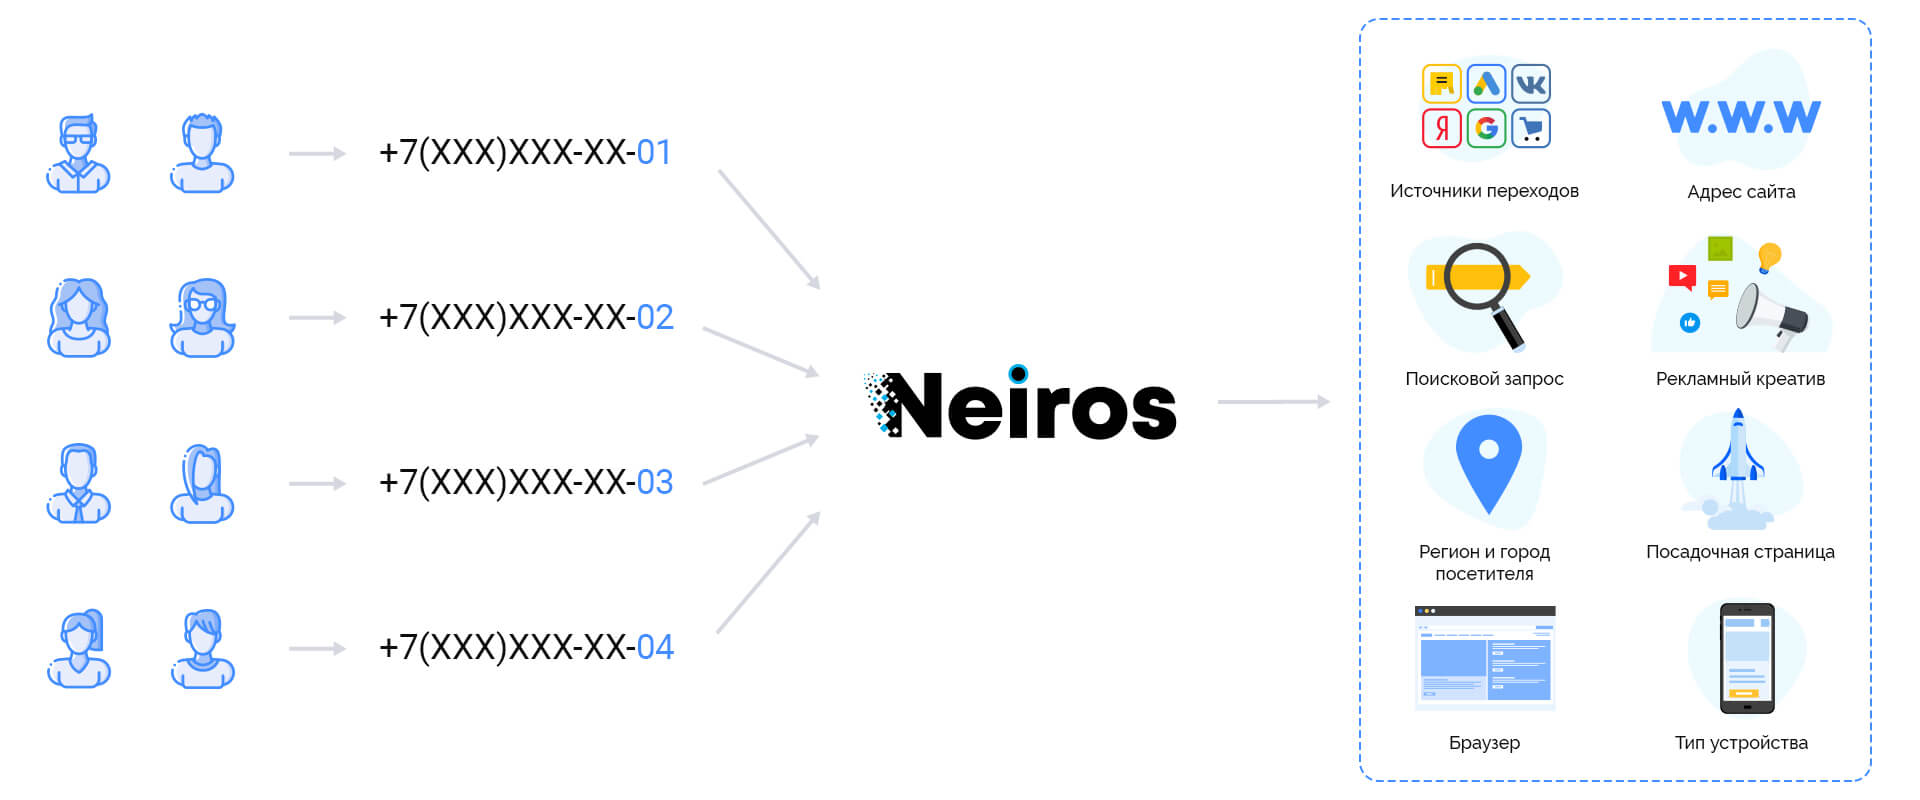 +7(XXX)XXX-XX-01
+7(XXX)XXX-XX-02
+7(XXX)XXX-XX-03
+7(XXX)XXX-XX-04
Neiros
Я G
W.W.W
Источники переходов
Адрес сайта
Поисковой запрос
Рекламный креатив
Регион и город
посетителя
Посадочная страница
Браузер
Тип устройства